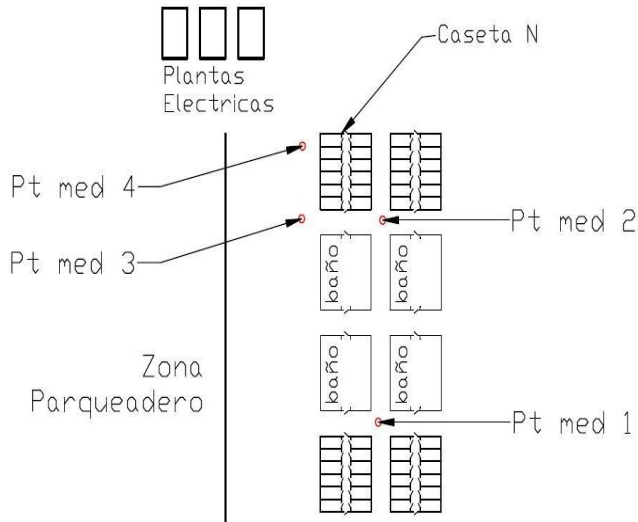 Caseta N
Plantas
Electricas
Pt med 4
Pt med 2
Pt med 3
baño
baño
Zona
Parqueadero
baño
baño
Pt med 1